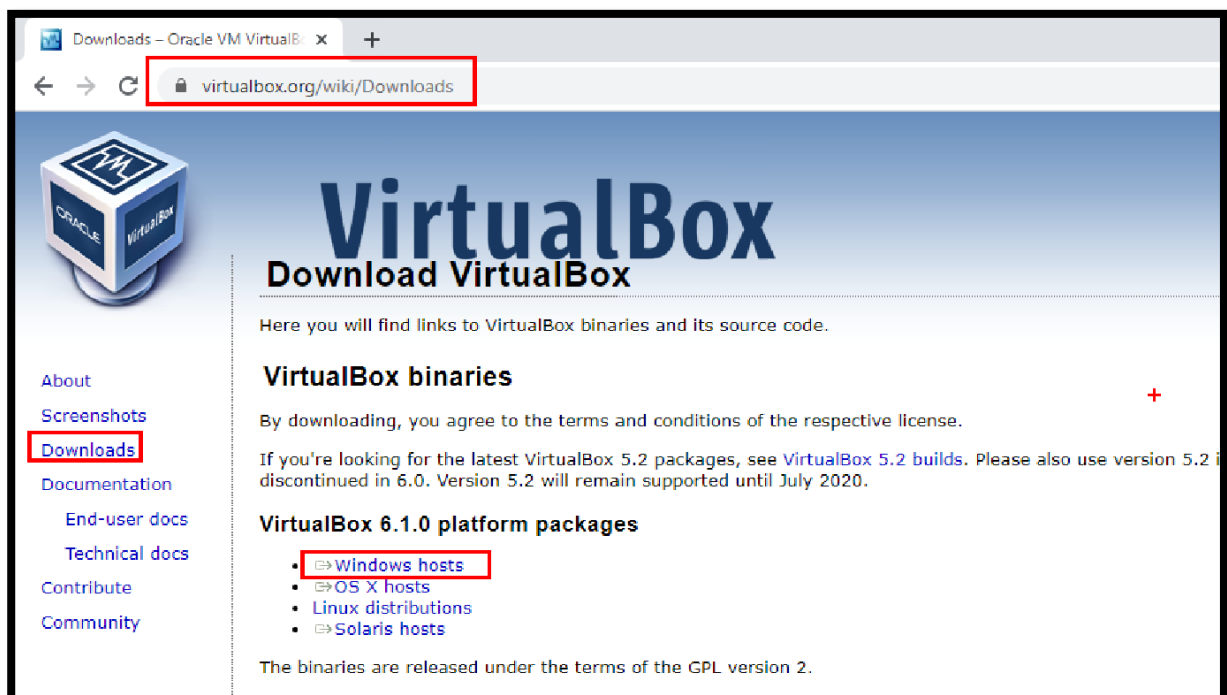 Downloads – Oracle VM VirtualB
virtualbox.org/wiki/Downloads
ORACLE
VirtualBox
VirtualBox
Download VirtualBox
Here you will find links to VirtualBox binaries and its source code.
About
Screenshots
Downloads
Documentation
End-user docs
Technical docs
Contribute
Community
VirtualBox binaries
By downloading, you agree to the terms and conditions of the respective license.
If you're looking for the latest VirtualBox 5.2 packages, see VirtualBox 5.2 builds. Please also use version 5.2 i
discontinued in 6.0. Version 5.2 will remain supported until July 2020.
VirtualBox 6.1.0 platform packages
Windows hosts
OS X hosts
Linux distributions
Solaris hosts
The binaries are released under the terms of the GPL version 2.